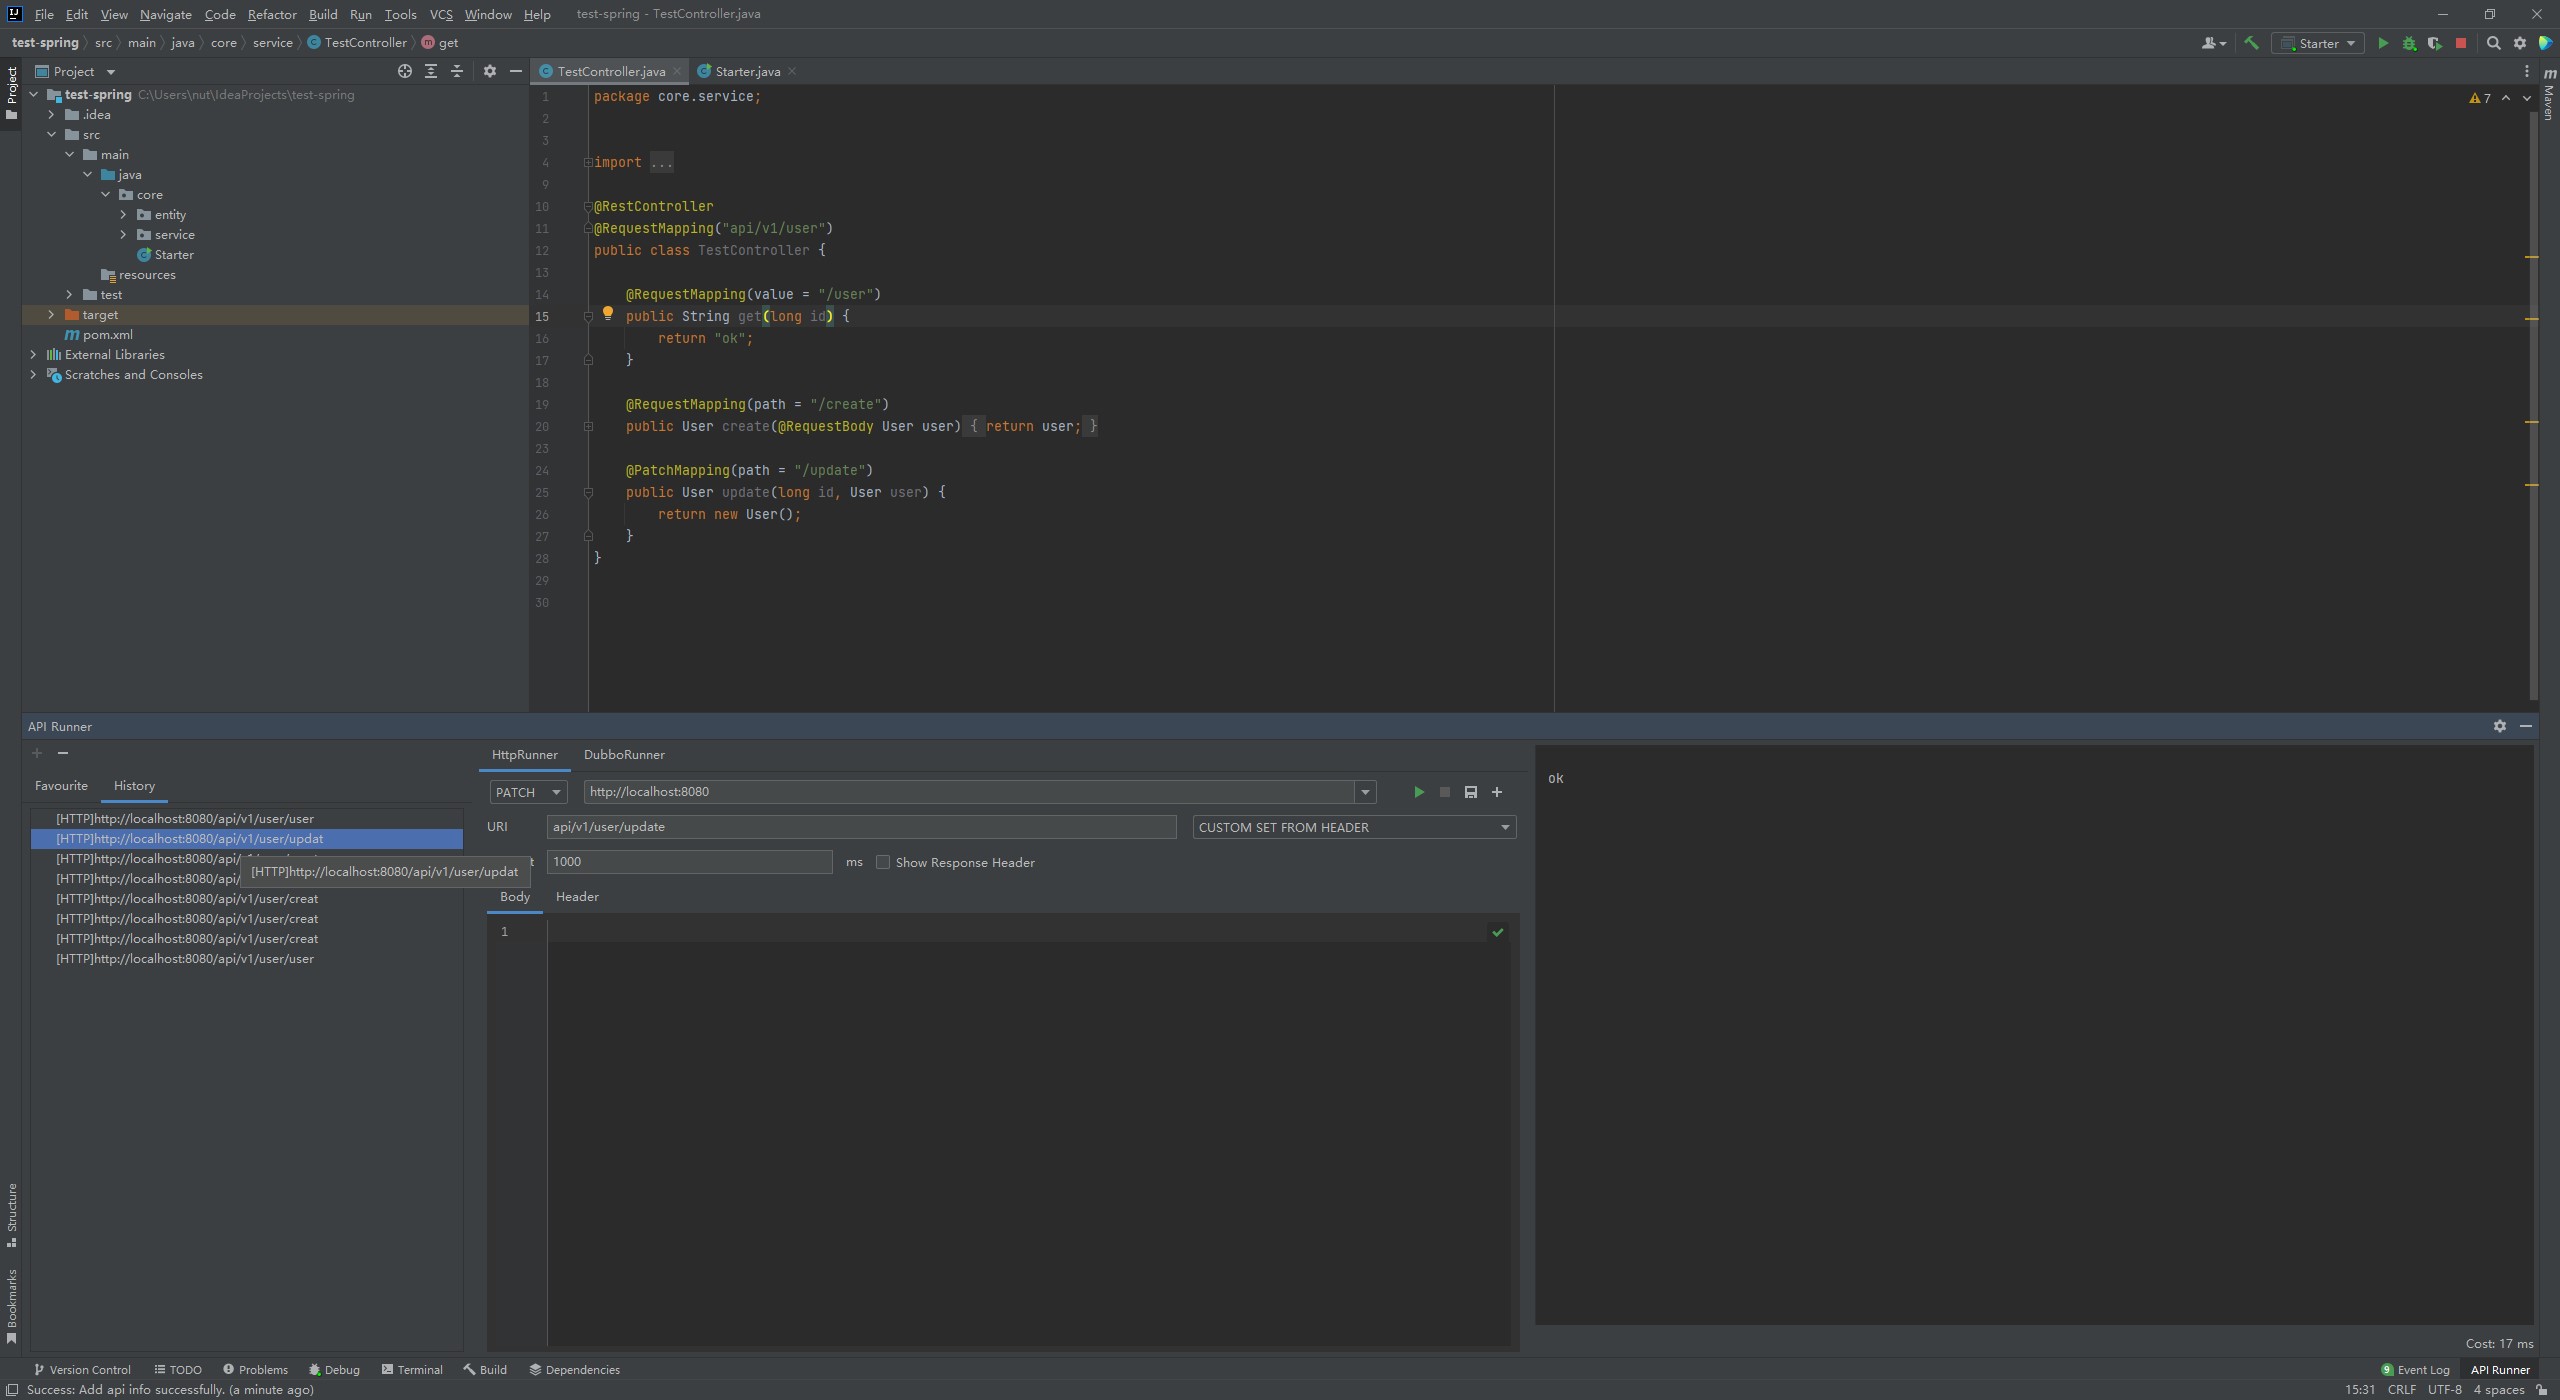 File Edit View Navigate Code Refactor Build Run Tools VCS Window Help test-spring - TestController.java
test-spring src main java core service TestController get
Starter
Project
Project
TestController.java
Starter.java
Maven
test-spring C:\Users\nut\IdeaProjects\test-spring
.idea
src
main
java
core
entity
service
Starter
resources
test
target
pom.xml
External Libraries
Scratches and Consoles
7
1 package core.service;
2
3
4 import ...
9
10 @RestController
11 @RequestMapping("api/v1/user")
12 public class TestController {
13
14 @RequestMapping(value = "/user")
15 public String get(long id) {
16 return "ok";
17 }
18
19 @RequestMapping(path = "/create")
20 public User create(@RequestBody User user) { return user; }
23
24 @PatchMapping(path = "/update")
25 public User update(long id, User user) {
26 return new User();
27 }
28 }
29
30
API Runner
Favourite History
[HTTP]http://localhost:8080/api/v1/user/user
[HTTP]http://localhost:8080/api/v1/user/updat
[HTTP]http://localhost:8080/api/
[HTTP]http://localhost:8080/api/v1/user/updat
[HTTP]http://localhost:8080/api/
[HTTP]http://localhost:8080/api/v1/user/creat
[HTTP]http://localhost:8080/api/v1/user/creat
[HTTP]http://localhost:8080/api/v1/user/creat
[HTTP]http://localhost:8080/api/v1/user/user
HttpRunner DubboRunner
PATCH http://localhost:8080
URI api/v1/user/update CUSTOM SET FROM HEADER
t 1000 ms Show Response Header
Body Header
1
ok
Cost: 17 ms
Structure
Bookmarks
Version Control TODO Problems Debug Terminal Build Dependencies
9 Event Log API Runner
Success: Add api info successfully. (a minute ago)
15:31 CRLF UTF-8 4 spaces